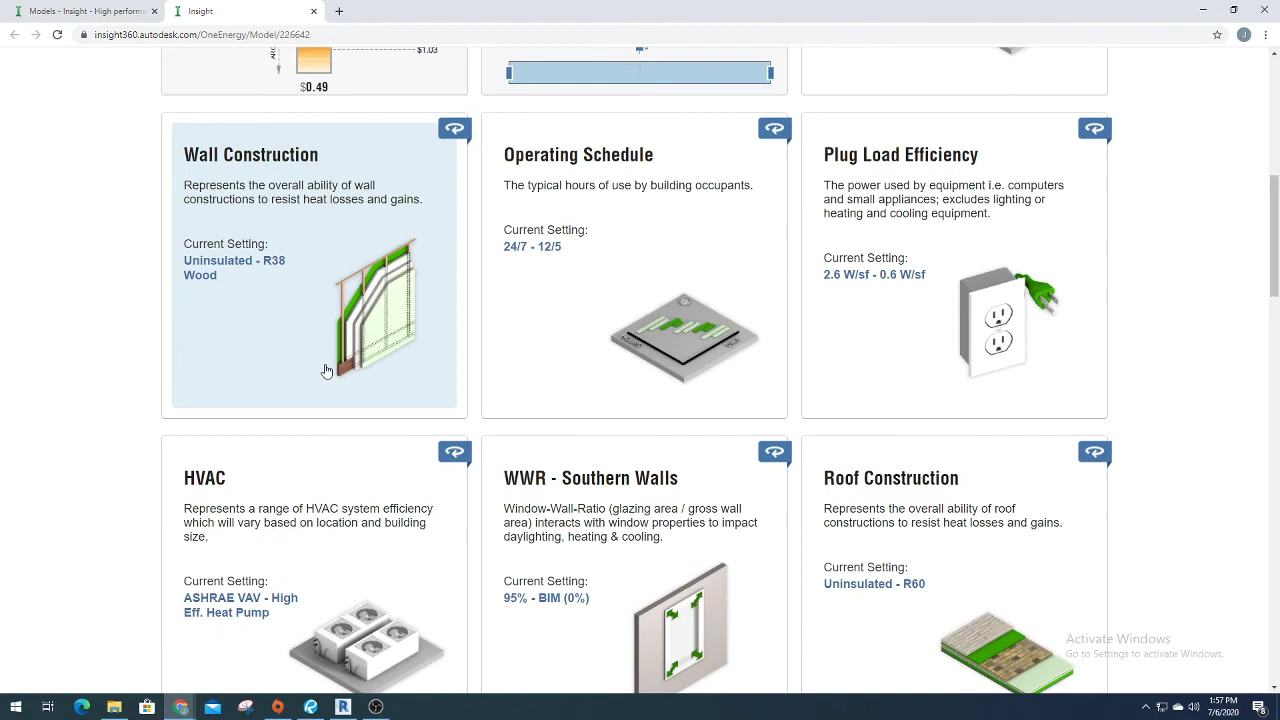 Models - Insight - High perform
Insight
insight360.autodesk.com/OneEnergy/Model/226642
J
$1.03
$0.49
Wall Construction
Represents the overall ability of wall
constructions to resist heat losses and gains.
Current Setting:
Uninsulated - R38
Wood
Operating Schedule
The typical hours of use by building occupants.
Current Setting:
24/7 - 12/5
Plug Load Efficiency
The power used by equipment i.e. computers
and small appliances; excludes lighting or
heating and cooling equipment.
Current Setting:
2.6 W/sf - 0.6 W/sf
HVAC
Represents a range of HVAC system efficiency
which will vary based on location and building
size.
Current Setting:
ASHRAE VAV - High
Eff. Heat Pump
WWR - Southern Walls
Window-Wall-Ratio (glazing area / gross wall
area) interacts with window properties to impact
daylighting, heating & cooling.
Current Setting:
95% - BIM (0%)
Roof Construction
Represents the overall ability of roof
constructions to resist heat losses and gains.
Current Setting:
Uninsulated - R60
Activate Windows
Go to Settings to activate Windows.
1:57 PM
7/6/2020